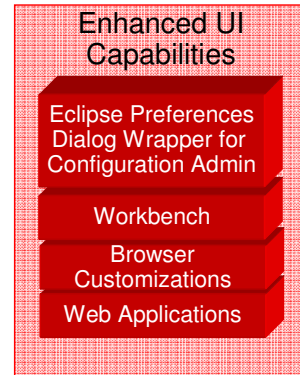 Enhanced UI
Capabilities
Eclipse Preferences
Dialog Wrapper for
Configuration Admin
Workbench
Browser
Customizations
Web Applications